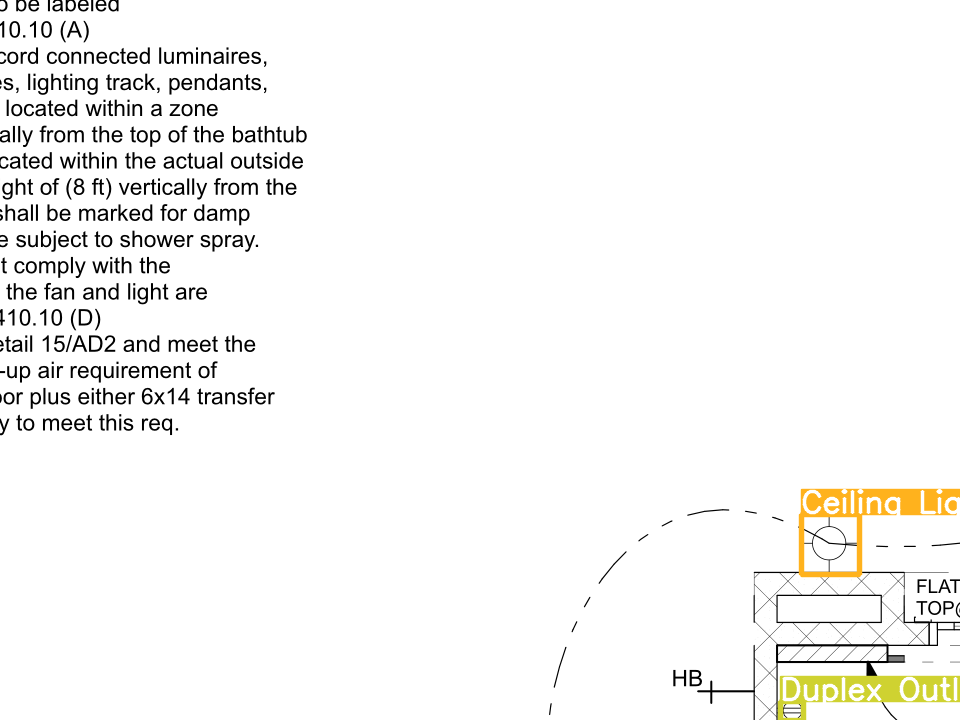 o be labeled
10.10 (A)
cord connected luminaires,
es, lighting track, pendants,
located within a zone
ally from the top of the bathtub
cated within the actual outside
ght of (8 ft) vertically from the
shall be marked for damp
e subject to shower spray.
t comply with the
the fan and light are
410.10 (D)
etail 15/AD2 and meet the
-up air requirement of
oor plus either 6x14 transfer
y to meet this req.
Ceiling Lig
FLAT
TOP@
HB
Duplex Outl